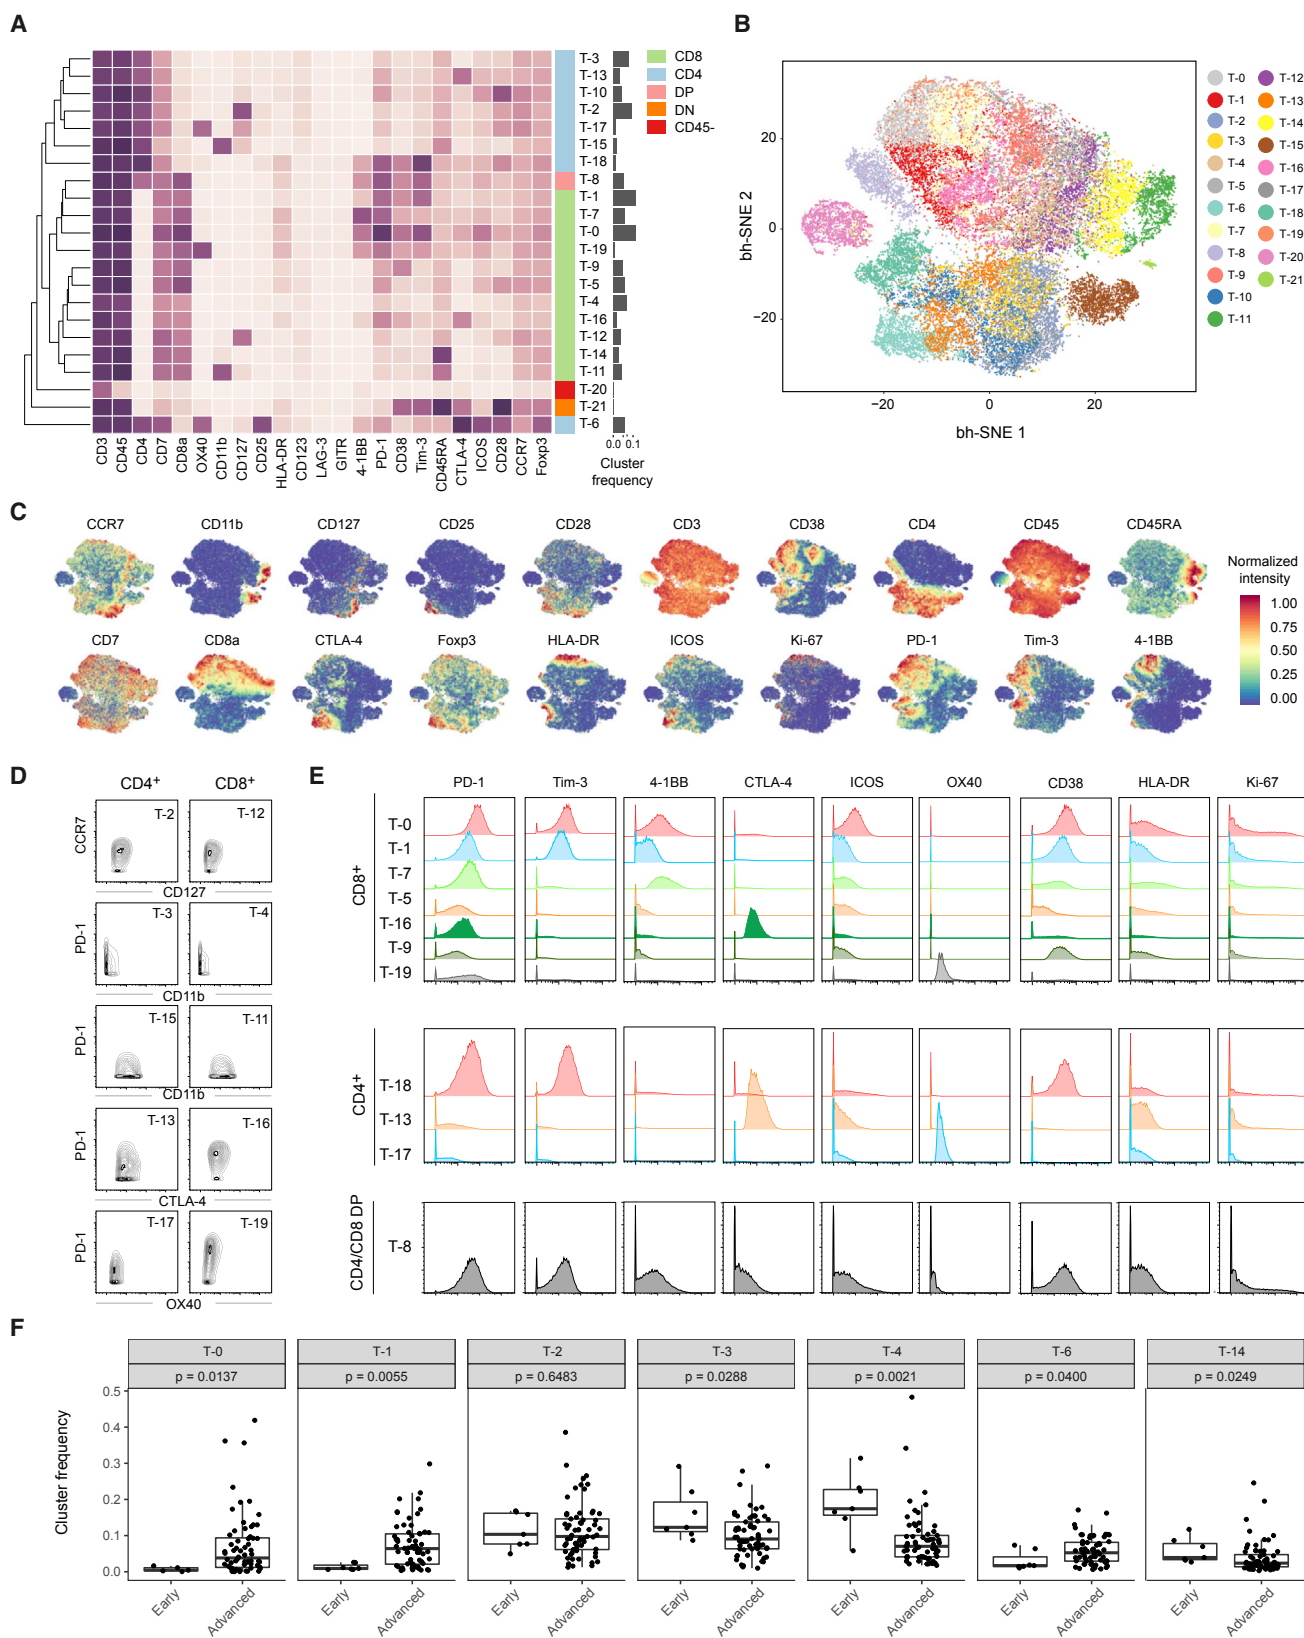 A
T-3
T-13
T-10
T-2
T-17
T-15
T-18
T-8
T-1
T-7
T-0
T-19
T-9
T-5
T-4
T-16
T-12
T-14
T-11
T-20
T-21
T-6
CD8
CD4
DP
DN
CD45-
CD3
CD45
CD4
CD7
CD8a
OX40
CD11b
CD127
CD25
HLA-DR
CD123
LAG-3
GITR
4-1BB
PD-1
CD38
Tim-3
CD45RA
CTLA-4
ICOS
CD28
CCR7
Foxp3
0.0 0.1
Cluster
frequency
B
bh-SNE 2
20
0
−20
−20 0 20
bh-SNE 1
T-0
T-1
T-2
T-3
T-4
T-5
T-6
T-7
T-8
T-9
T-10
T-11
T-12
T-13
T-14
T-15
T-16
T-17
T-18
T-19
T-20
T-21
C
CCR7 CD11b CD127 CD25 CD28 CD3 CD38 CD4 CD45 CD45RA
CD7 CD8a CTLA-4 Foxp3 HLA-DR ICOS Ki-67 PD-1 Tim-3 4-1BB
Normalized
intensity
1.00
0.75
0.50
0.25
0.00
D
CD4+ CD8+
CCR7
T-2 T-12
CD127
PD-1
T-3 T-4
CD11b
PD-1
T-15 T-11
CD11b
PD-1
T-13 T-16
CTLA-4
PD-1
T-17 T-19
OX40
E
PD-1 Tim-3 4-1BB CTLA-4 ICOS OX40 CD38 HLA-DR Ki-67
CD8+
T-0
T-1
T-7
T-5
T-16
T-9
T-19
CD4+
T-18
T-13
T-17
CD4/CD8 DP
T-8
F
T-0 T-1 T-2 T-3 T-4 T-6 T-14
p = 0.0137 p = 0.0055 p = 0.6483 p = 0.0288 p = 0.0021 p = 0.0400 p = 0.0249
Cluster frequency
0.5
0.4
0.3
0.2
0.1
0.0
Early Advanced Early Advanced Early Advanced Early Advanced Early Advanced Early Advanced Early Advanced